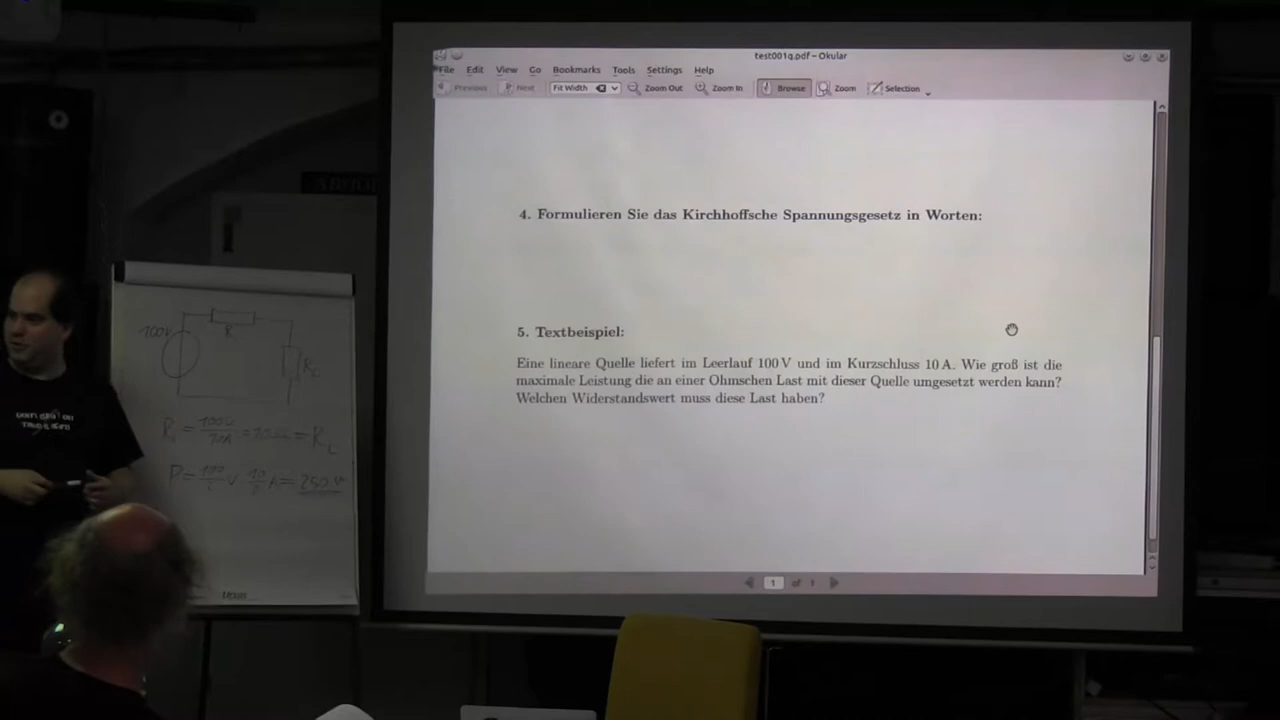 test001q.pdf – Okular
File Edit View Go Bookmarks Tools Settings Help
Previous Next Fit Width Zoom Out Zoom In Browse Zoom Selection
4. Formulieren Sie das Kirchhoffsche Spannungsgesetz in Worten:
5. Textbeispiel:
Eine lineare Quelle liefert im Leerlauf 100 V und im Kurzschluss 10 A. Wie groß ist die
maximale Leistung die an einer Ohmschen Last mit dieser Quelle umgesetzt werden kann?
Welchen Widerstandswert muss diese Last haben?
1 of 1
100V
R
R_L